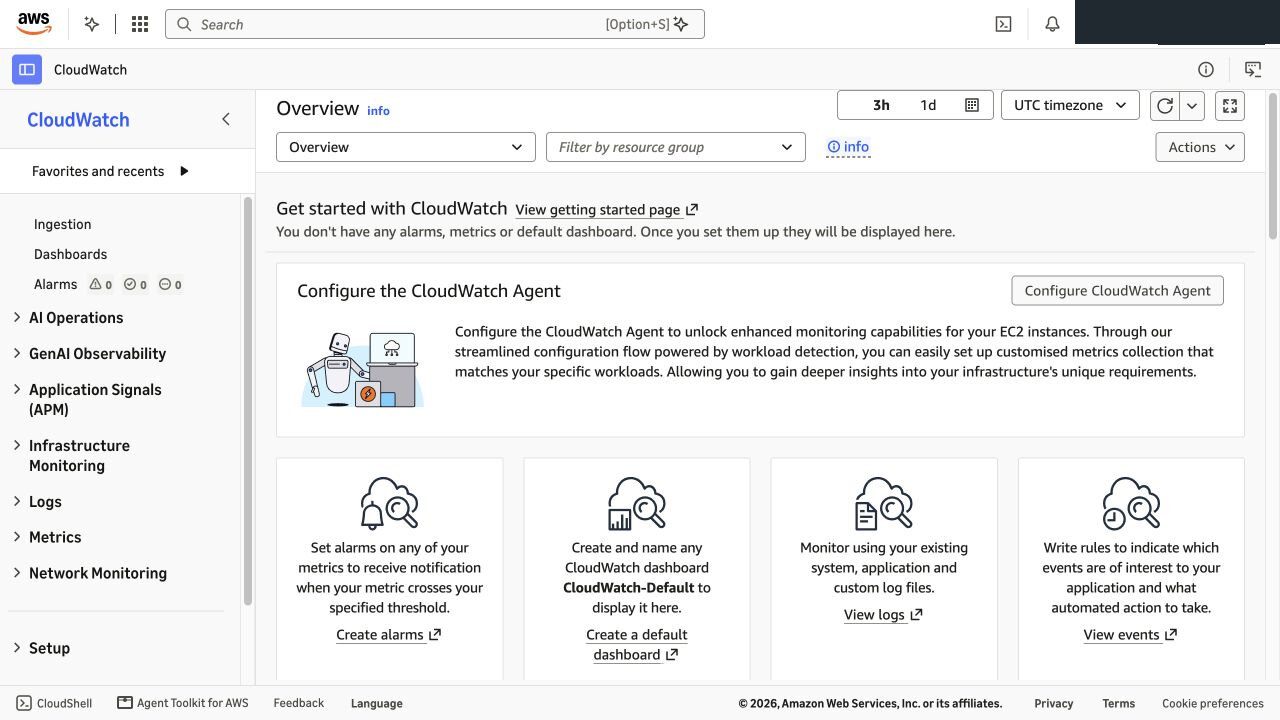 aws
Search [Option+S]
CloudWatch
CloudWatch
Favorites and recents
Ingestion
Dashboards
Alarms 0 0 0
AI Operations
GenAI Observability
Application Signals
(APM)
Infrastructure
Monitoring
Logs
Metrics
Network Monitoring
Setup
Overview info
3h 1d UTC timezone
Overview Filter by resource group info Actions
Get started with CloudWatch View getting started page
You don't have any alarms, metrics or default dashboard. Once you set them up they will be displayed here.
Configure the CloudWatch Agent Configure CloudWatch Agent
Configure the CloudWatch Agent to unlock enhanced monitoring capabilities for your EC2 instances. Through our
streamlined configuration flow powered by workload detection, you can easily set up customised metrics collection that
matches your specific workloads. Allowing you to gain deeper insights into your infrastructure's unique requirements.
Set alarms on any of your
metrics to receive notification
when your metric crosses your
specified threshold.
Create alarms
Create and name any
CloudWatch dashboard
CloudWatch-Default to
display it here.
Create a default
dashboard
Monitor using your existing
system, application and
custom log files.
View logs
Write rules to indicate which
events are of interest to your
application and what
automated action to take.
View events
CloudShell Agent Toolkit for AWS Feedback Language © 2026, Amazon Web Services, Inc. or its affiliates. Privacy Terms Cookie preferences